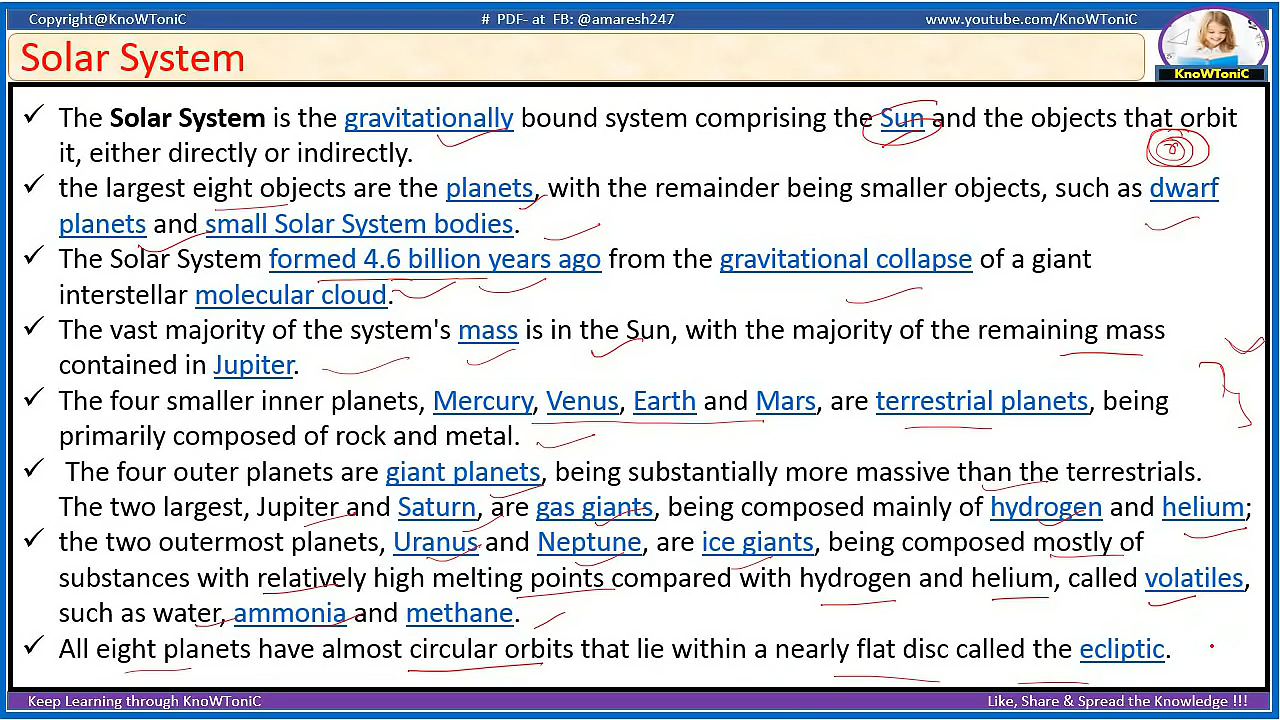 Copyright@KnoWToniC # PDF- at FB: @amaresh247 www.youtube.com/KnoWToniC
Solar System
KnoWToniC
✓ The Solar System is the gravitationally bound system comprising the Sun and the objects that orbit
it, either directly or indirectly.
✓ the largest eight objects are the planets, with the remainder being smaller objects, such as dwarf
planets and small Solar System bodies.
✓ The Solar System formed 4.6 billion years ago from the gravitational collapse of a giant
interstellar molecular cloud.
✓ The vast majority of the system's mass is in the Sun, with the majority of the remaining mass
contained in Jupiter.
✓ The four smaller inner planets, Mercury, Venus, Earth and Mars, are terrestrial planets, being
primarily composed of rock and metal.
✓ The four outer planets are giant planets, being substantially more massive than the terrestrials.
The two largest, Jupiter and Saturn, are gas giants, being composed mainly of hydrogen and helium;
✓ the two outermost planets, Uranus and Neptune, are ice giants, being composed mostly of
substances with relatively high melting points compared with hydrogen and helium, called volatiles,
such as water, ammonia and methane.
✓ All eight planets have almost circular orbits that lie within a nearly flat disc called the ecliptic.
Keep Learning through KnoWToniC Like, Share & Spread the Knowledge !!!